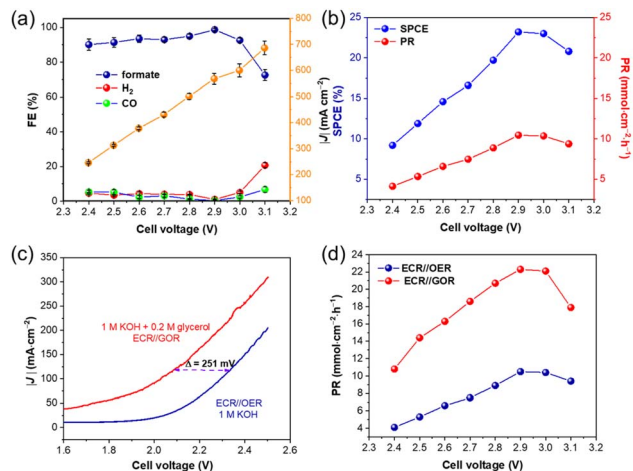 (a)
100
80
60
40
20
0
FE (%)
formate
H₂
CO
800
700
600
500
400
300
200
100
|J| (mA cm⁻²)
2.3 2.4 2.5 2.6 2.7 2.8 2.9 3.0 3.1 3.2
Cell voltage (V)
(b)
25
20
15
10
5
SPCE (%)
SPCE
PR
25
20
15
10
5
PR (mmol·cm⁻²·h⁻¹)
2.3 2.4 2.5 2.6 2.7 2.8 2.9 3.0 3.1 3.2
Cell voltage (V)
(c)
350
300
250
200
150
100
50
0
|J| (mA·cm⁻²)
1 M KOH + 0.2 M glycerol
ECR//GOR
Δ = 251 mV
ECR//OER
1 M KOH
1.6 1.8 2.0 2.2 2.4 2.6
Cell voltage (V)
(d)
24
22
20
18
16
14
12
10
8
6
4
PR (mmol·cm⁻²·h⁻¹)
ECR//OER
ECR//GOR
2.3 2.4 2.5 2.6 2.7 2.8 2.9 3.0 3.1 3.2
Cell voltage (V)